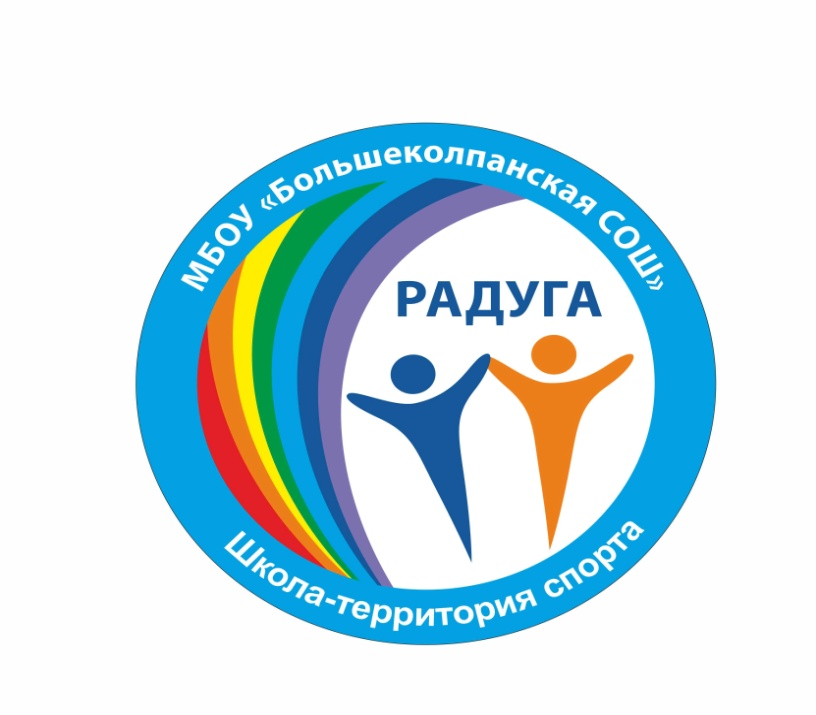 МБОУ «Большеколпанская СОШ»
РАДУГА
Школа-территория спорта